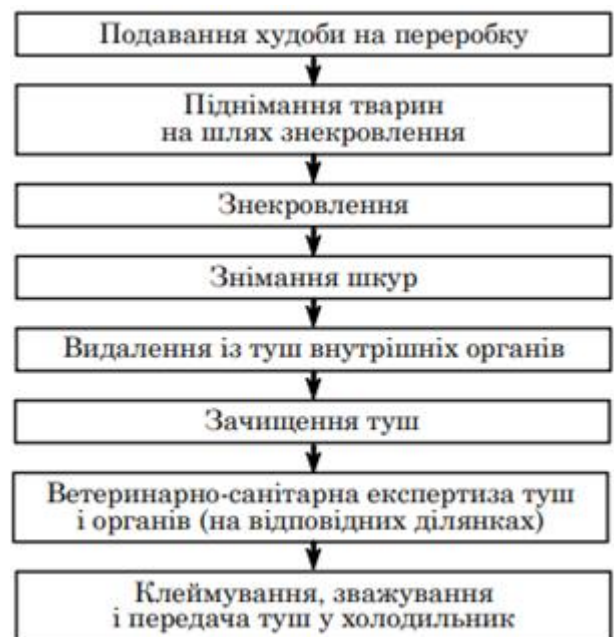 Подавання худоби на переробку
Піднімання тварин
на шлях знекровлення
Знекровлення
Знімання шкур
Видалення із туш внутрішніх органів
Зачищення туш
Ветеринарно-санітарна експертиза туш
і органів (на відповідних ділянках)
Клеймування, зважування
і передача туш у холодильник